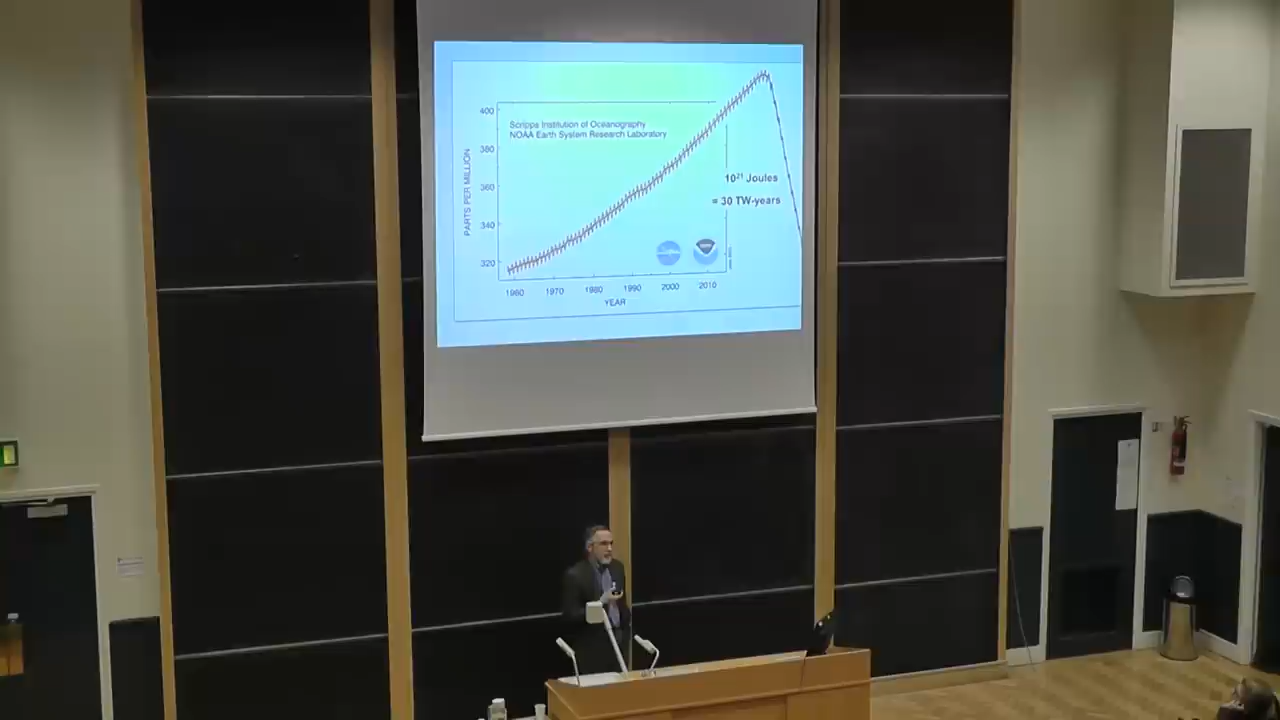 Scripps Institution of Oceanography
NOAA Earth System Research Laboratory
PARTS PER MILLION
400
380
360
340
320
10²¹ Joules
= 30 TW-years
1960
1970
1980
1990
2000
2010
YEAR